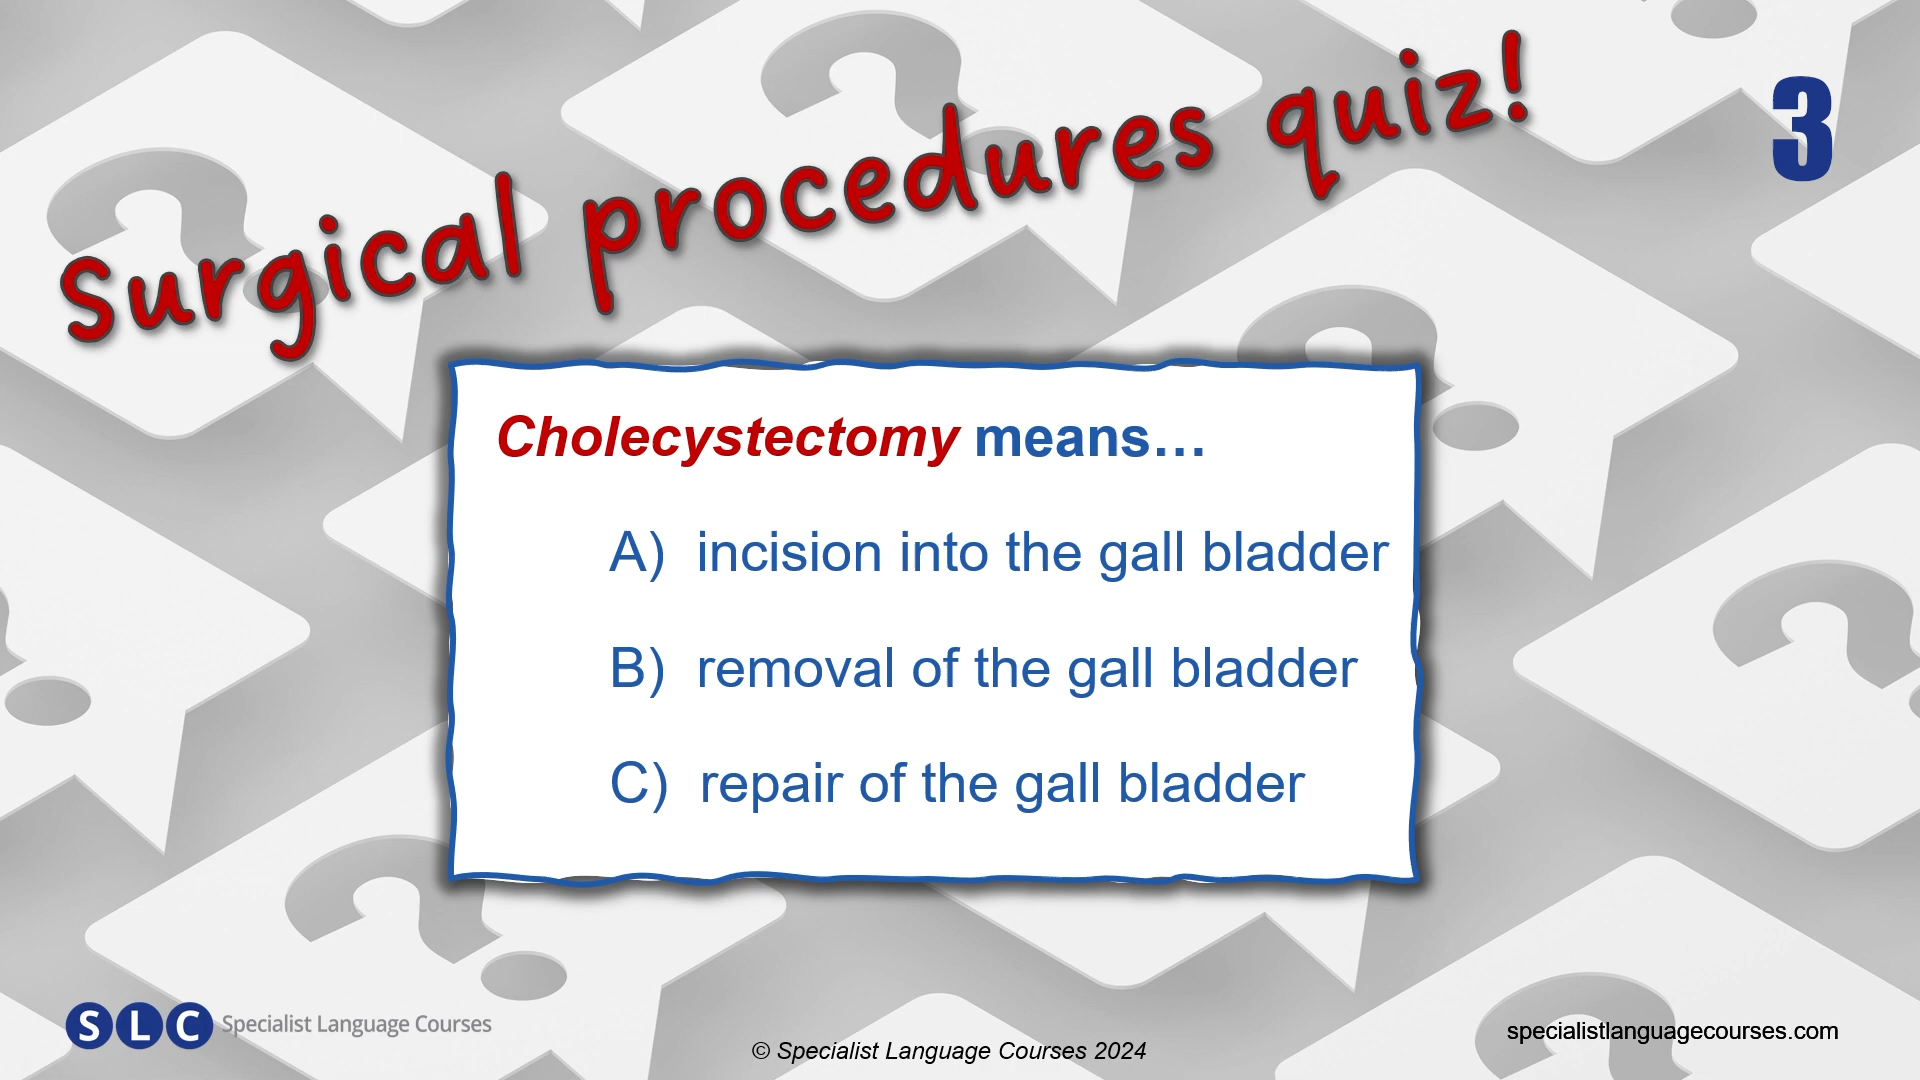 Surgical procedures quiz!
3
Cholecystectomy means…
A) incision into the gall bladder
B) removal of the gall bladder
C) repair of the gall bladder
SLC Specialist Language Courses
© Specialist Language Courses 2024
specialistlanguagecourses.com